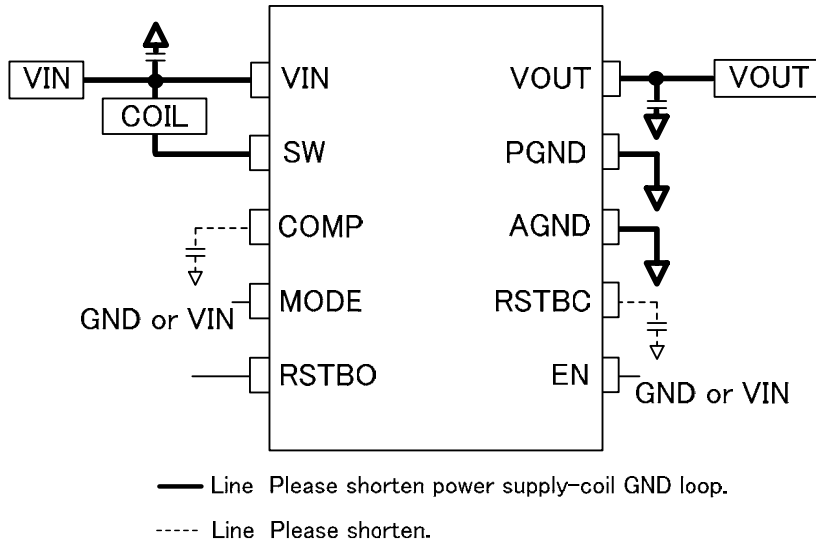 VIN
VIN
VOUT
VOUT
COIL
SW
PGND
COMP
AGND
GND or VIN
MODE
RSTBC
RSTBO
EN
GND or VIN
Line Please shorten power supply-coil GND loop.
Line Please shorten.